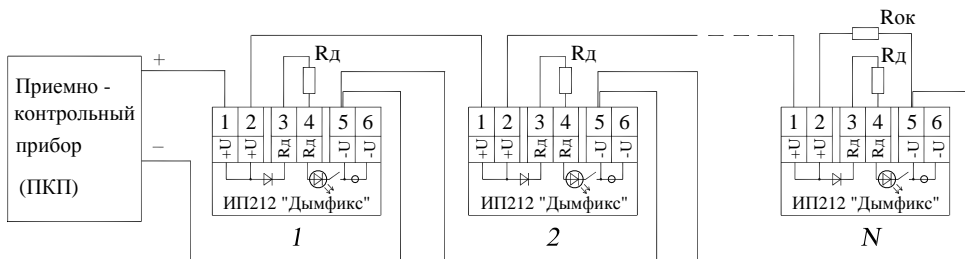 Rок
Rд Rд Rд
+
Приемно -
контрольный
прибор
(ПКП)
–
1 2 3 4 5 6
+U +U Rд Rд -U -U
ИП212 "Дымфикс"
1
1 2 3 4 5 6
+U +U Rд Rд -U -U
ИП212 "Дымфикс"
2
1 2 3 4 5 6
+U +U Rд Rд -U -U
ИП212 "Дымфикс"
N